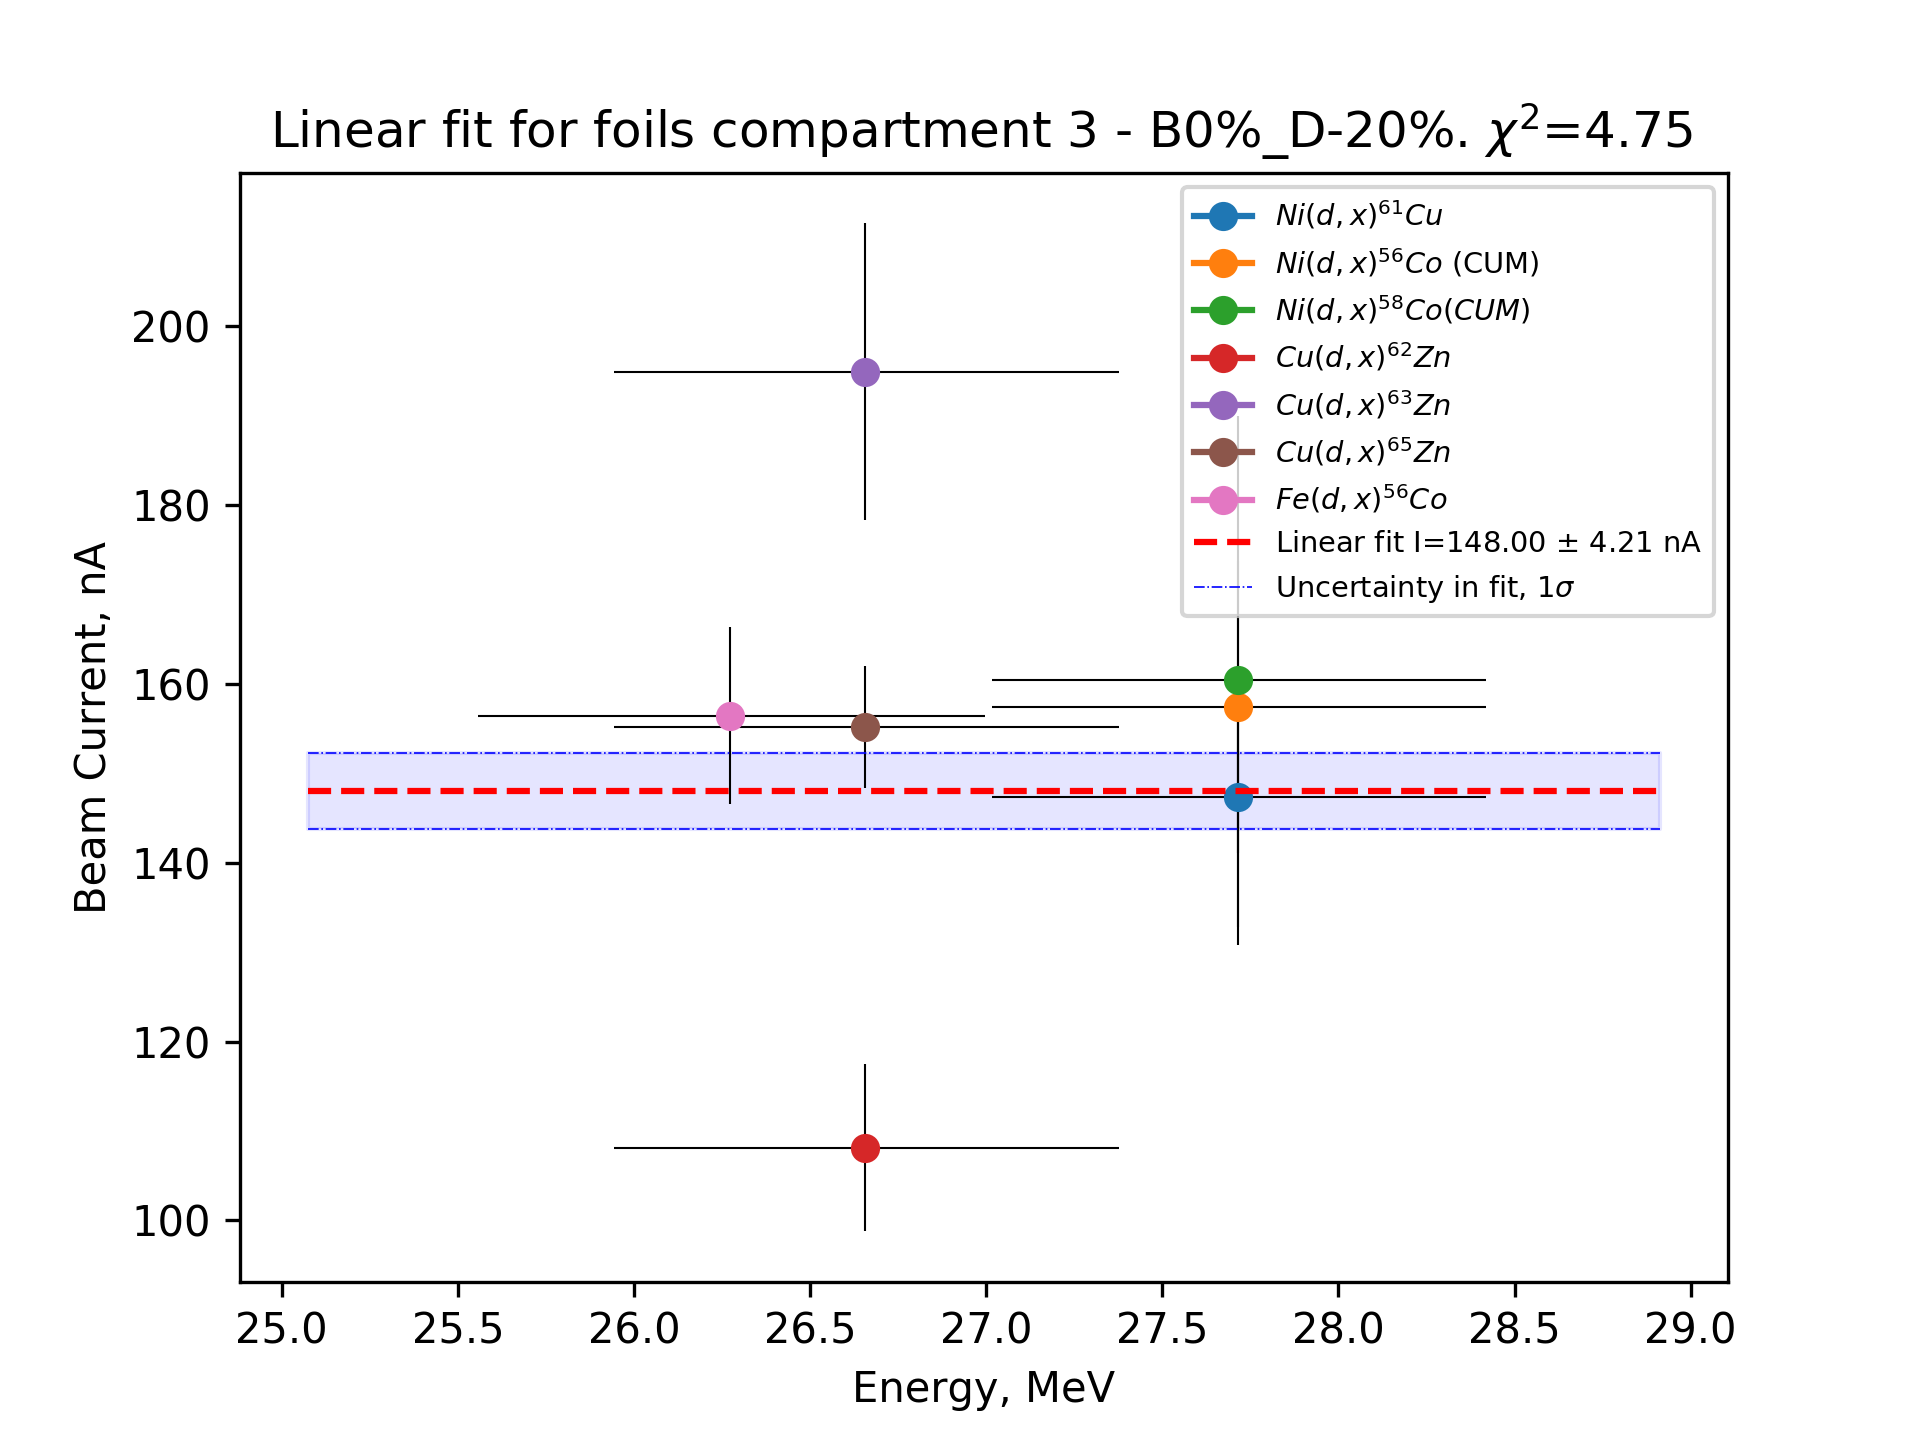 Linear fit for foils compartment 3 - B0%_D-20%. χ²=4.75
Ni(d, x)⁶¹Cu
Ni(d, x)⁵⁶Co (CUM)
Ni(d, x)⁵⁸Co(CUM)
Cu(d, x)⁶²Zn
Cu(d, x)⁶³Zn
Cu(d, x)⁶⁵Zn
Fe(d, x)⁵⁶Co
Linear fit I=148.00 ± 4.21 nA
Uncertainty in fit, 1σ
Beam Current, nA
200
180
160
140
120
100
25.0 25.5 26.0 26.5 27.0 27.5 28.0 28.5 29.0
Energy, MeV